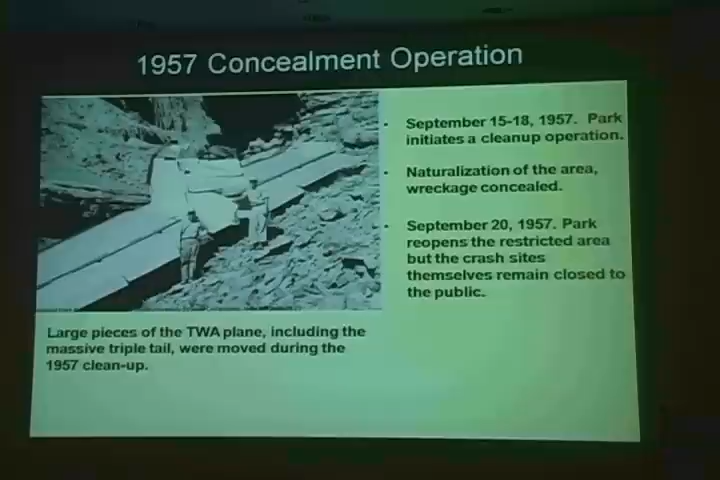 1957 Concealment Operation
September 15-18, 1957. Park
initiates a cleanup operation.
Naturalization of the area,
wreckage concealed.
September 20, 1957. Park
reopens the restricted area
but the crash sites
themselves remain closed to
the public.
Large pieces of the TWA plane, including the
massive triple tail, were moved during the
1957 clean-up.